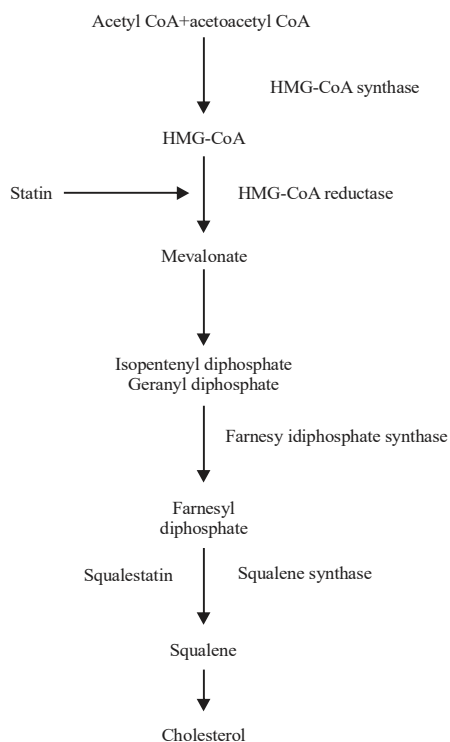 Acetyl CoA+acetoacetyl CoA
HMG-CoA synthase
HMG-CoA
Statin
HMG-CoA reductase
Mevalonate
Isopentenyl diphosphate
Geranyl diphosphate
Farnesy idiphosphate synthase
Farnesyl
diphosphate
Squalestatin
Squalene synthase
Squalene
Cholesterol